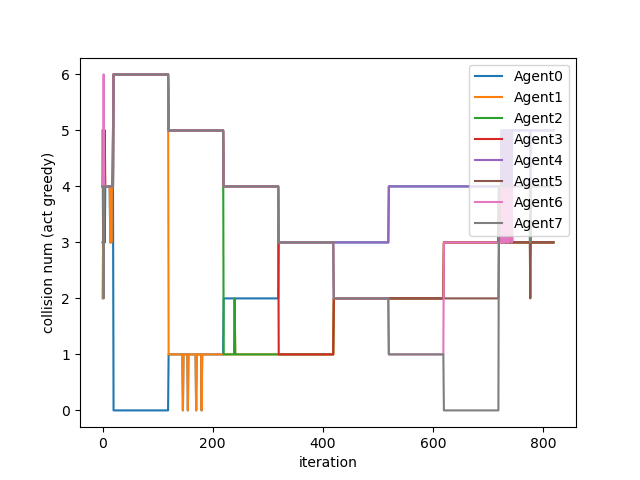 collision num (act greedy)
6
5
4
3
2
1
0
0
200
400
600
800
iteration
Agent0
Agent1
Agent2
Agent3
Agent4
Agent5
Agent6
Agent7